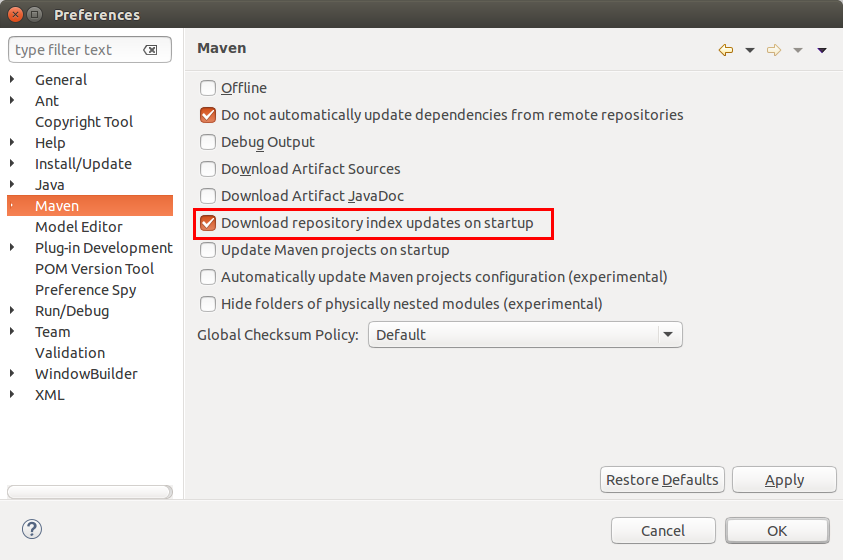 Preferences
type filter text
General
Ant
Copyright Tool
Help
Install/Update
Java
Maven
Model Editor
Plug-in Development
POM Version Tool
Preference Spy
Run/Debug
Team
Validation
WindowBuilder
XML
Maven
Offline
Do not automatically update dependencies from remote repositories
Debug Output
Download Artifact Sources
Download Artifact JavaDoc
Download repository index updates on startup
Update Maven projects on startup
Automatically update Maven projects configuration (experimental)
Hide folders of physically nested modules (experimental)
Global Checksum Policy: Default
Restore Defaults Apply
? Cancel OK